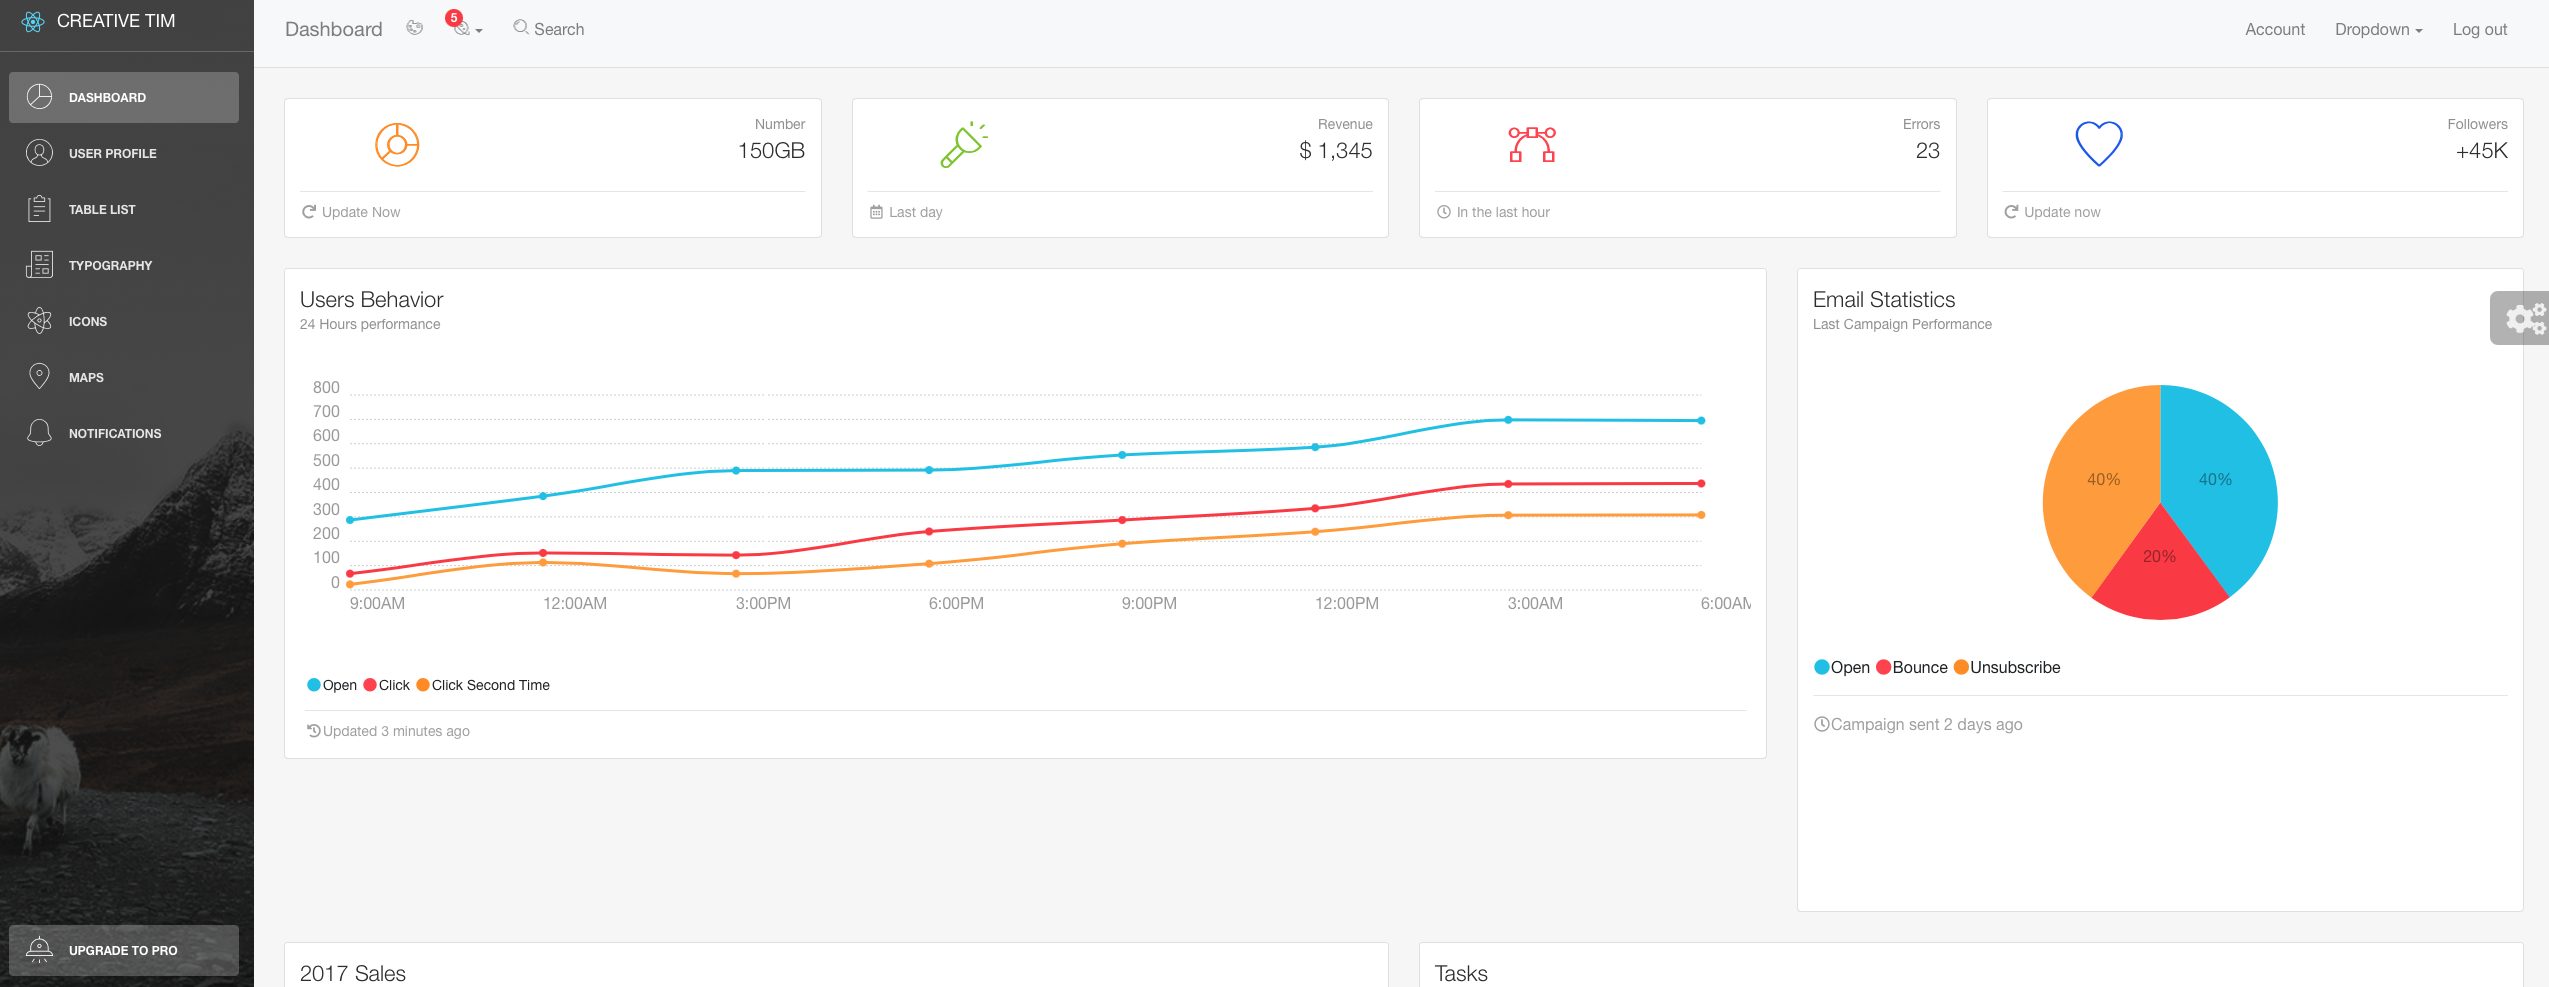 CREATIVE TIM
DASHBOARD
USER PROFILE
TABLE LIST
TYPOGRAPHY
ICONS
MAPS
NOTIFICATIONS
UPGRADE TO PRO
Dashboard 5 Search Account Dropdown Log out
Number
150GB
Update Now
Revenue
$ 1,345
Last day
Errors
23
In the last hour
Followers
+45K
Update now
Users Behavior
24 Hours performance
800
700
600
500
400
300
200
100
0
9:00AM 12:00AM 3:00PM 6:00PM 9:00PM 12:00PM 3:00AM 6:00AM
Open Click Click Second Time
Updated 3 minutes ago
Email Statistics
Last Campaign Performance
40% 40%
20%
Open Bounce Unsubscribe
Campaign sent 2 days ago
2017 Sales
Tasks